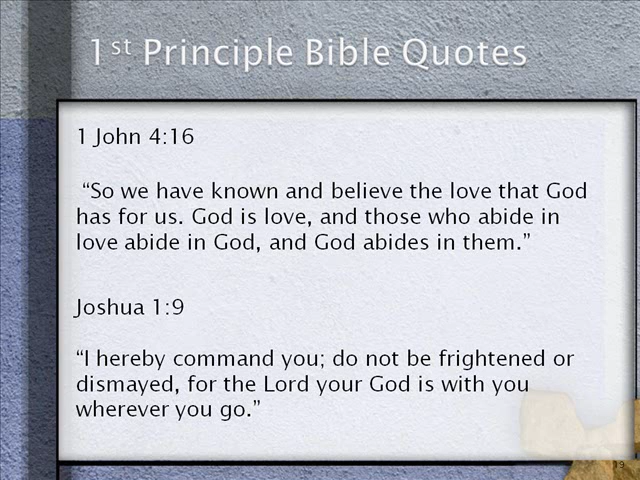 1st Principle Bible Quotes
1 John 4:16
“So we have known and believe the love that God
has for us. God is love, and those who abide in
love abide in God, and God abides in them.”
Joshua 1:9
“I hereby command you; do not be frightened or
dismayed, for the Lord your God is with you
wherever you go.”
19